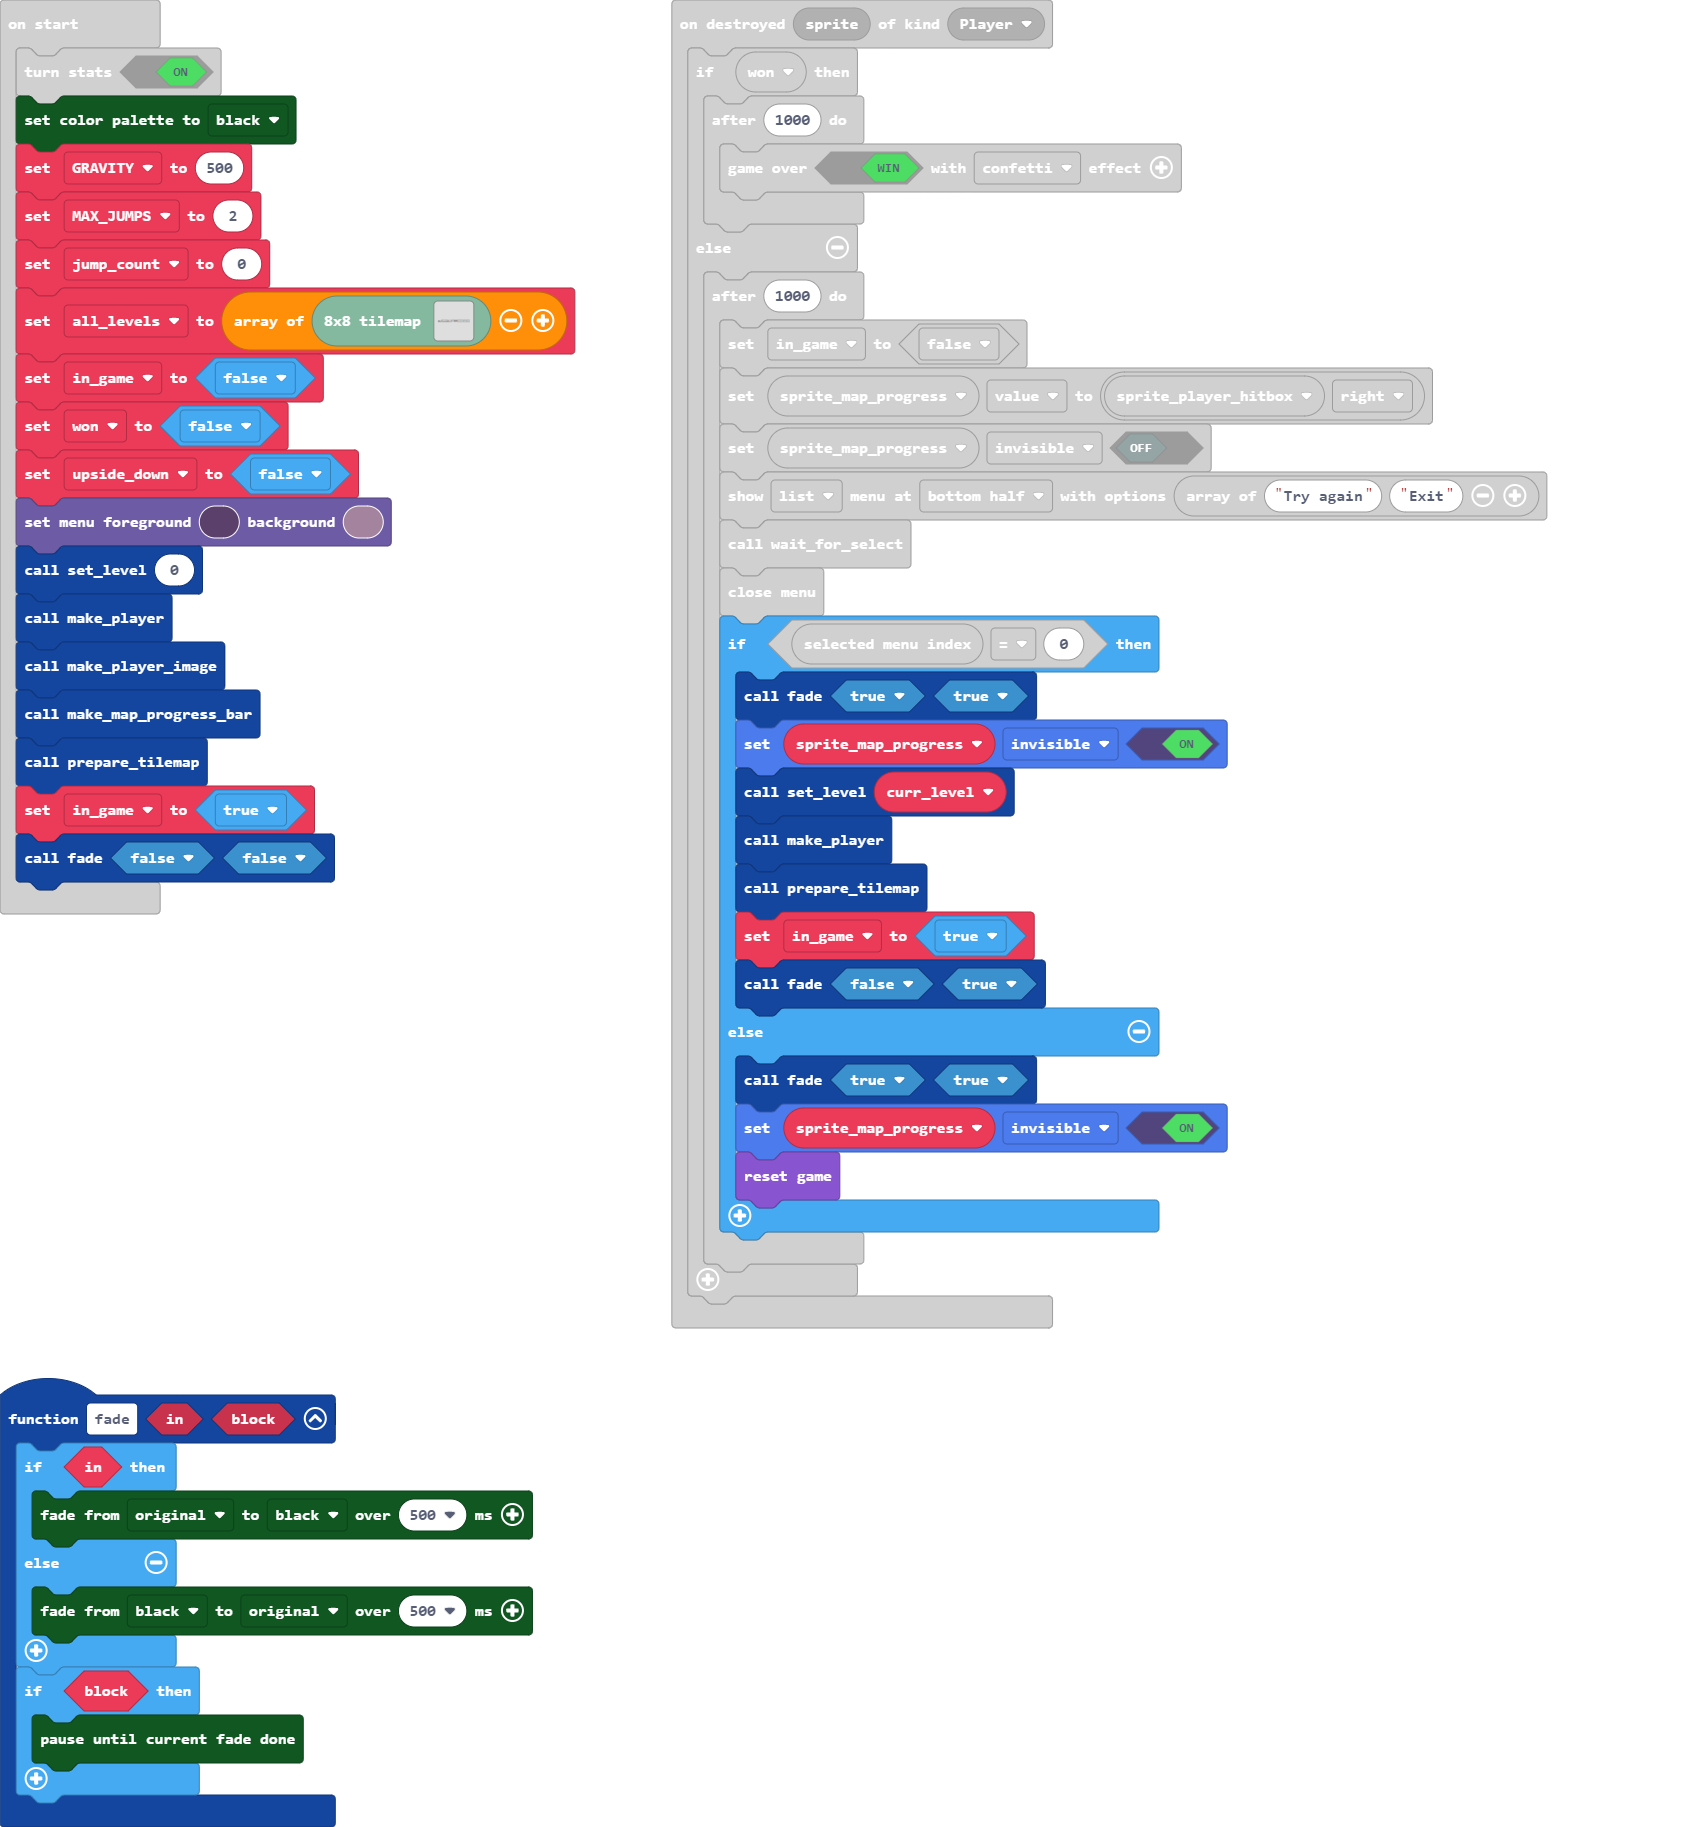 on start
turn stats ON
set color palette to black
set GRAVITY to 500
set MAX_JUMPS to 2
set jump_count to 0
set all_levels to array of 8x8 tilemap
set in_game to false
set won to false
set upside_down to false
set menu foreground background
call set_level 0
call make_player
call make_player_image
call make_map_progress_bar
call prepare_tilemap
set in_game to true
call fade false false
on destroyed sprite of kind Player
if won then
after 1000 do
game over WIN with confetti effect
else
after 1000 do
set in_game to false
set sprite_map_progress value to sprite_player_hitbox right
set sprite_map_progress invisible OFF
show list menu at bottom half with options array of "Try again" "Exit"
call wait_for_select
close menu
if selected menu index = 0 then
call fade true true
set sprite_map_progress invisible ON
call set_level curr_level
call make_player
call prepare_tilemap
set in_game to true
call fade false true
else
call fade true true
set sprite_map_progress invisible ON
reset game
function fade in block
if in then
fade from original to black over 500 ms
else
fade from black to original over 500 ms
if block then
pause until current fade done